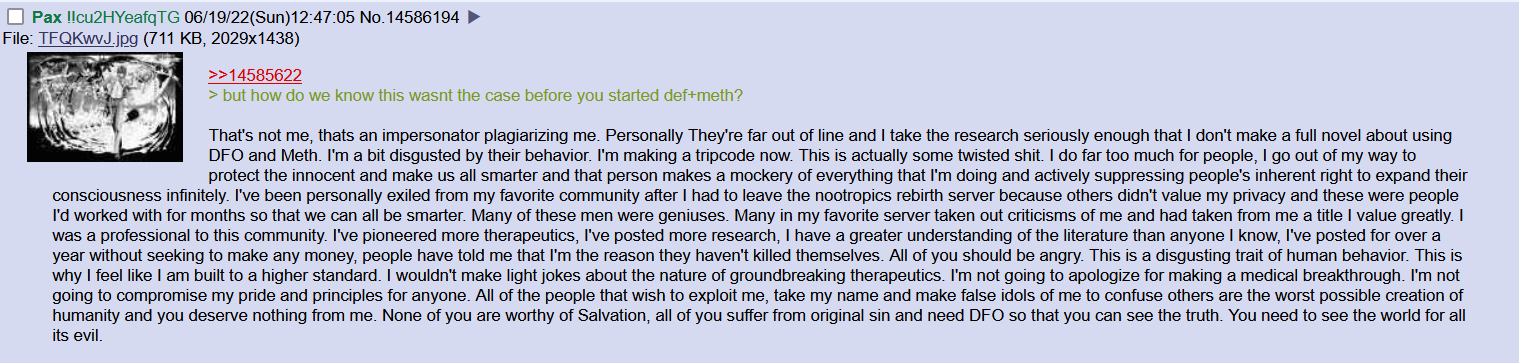 Pax !!cu2HYeafqTG 06/19/22(Sun)12:47:05 No.14586194 ▶
File: TFQKwvJ.jpg (711 KB, 2029x1438)
>>14585622
> but how do we know this wasnt the case before you started def+meth?
That's not me, thats an impersonator plagiarizing me. Personally They're far out of line and I take the research seriously enough that I don't make a full novel about using
DFO and Meth. I'm a bit disgusted by their behavior. I'm making a tripcode now. This is actually some twisted shit. I do far too much for people, I go out of my way to
protect the innocent and make us all smarter and that person makes a mockery of everything that I'm doing and actively suppressing people's inherent right to expand their
consciousness infinitely. I've been personally exiled from my favorite community after I had to leave the nootropics rebirth server because others didn't value my privacy and these were people
I'd worked with for months so that we can all be smarter. Many of these men were geniuses. Many in my favorite server taken out criticisms of me and had taken from me a title I value greatly. I
was a professional to this community. I've pioneered more therapeutics, I've posted more research, I have a greater understanding of the literature than anyone I know, I've posted for over a
year without seeking to make any money, people have told me that I'm the reason they haven't killed themselves. All of you should be angry. This is a disgusting trait of human behavior. This is
why I feel like I am built to a higher standard. I wouldn't make light jokes about the nature of groundbreaking therapeutics. I'm not going to apologize for making a medical breakthrough. I'm not
going to compromise my pride and principles for anyone. All of the people that wish to exploit me, take my name and make false idols of me to confuse others are the worst possible creation of
humanity and you deserve nothing from me. None of you are worthy of Salvation, all of you suffer from original sin and need DFO so that you can see the truth. You need to see the world for all
its evil.